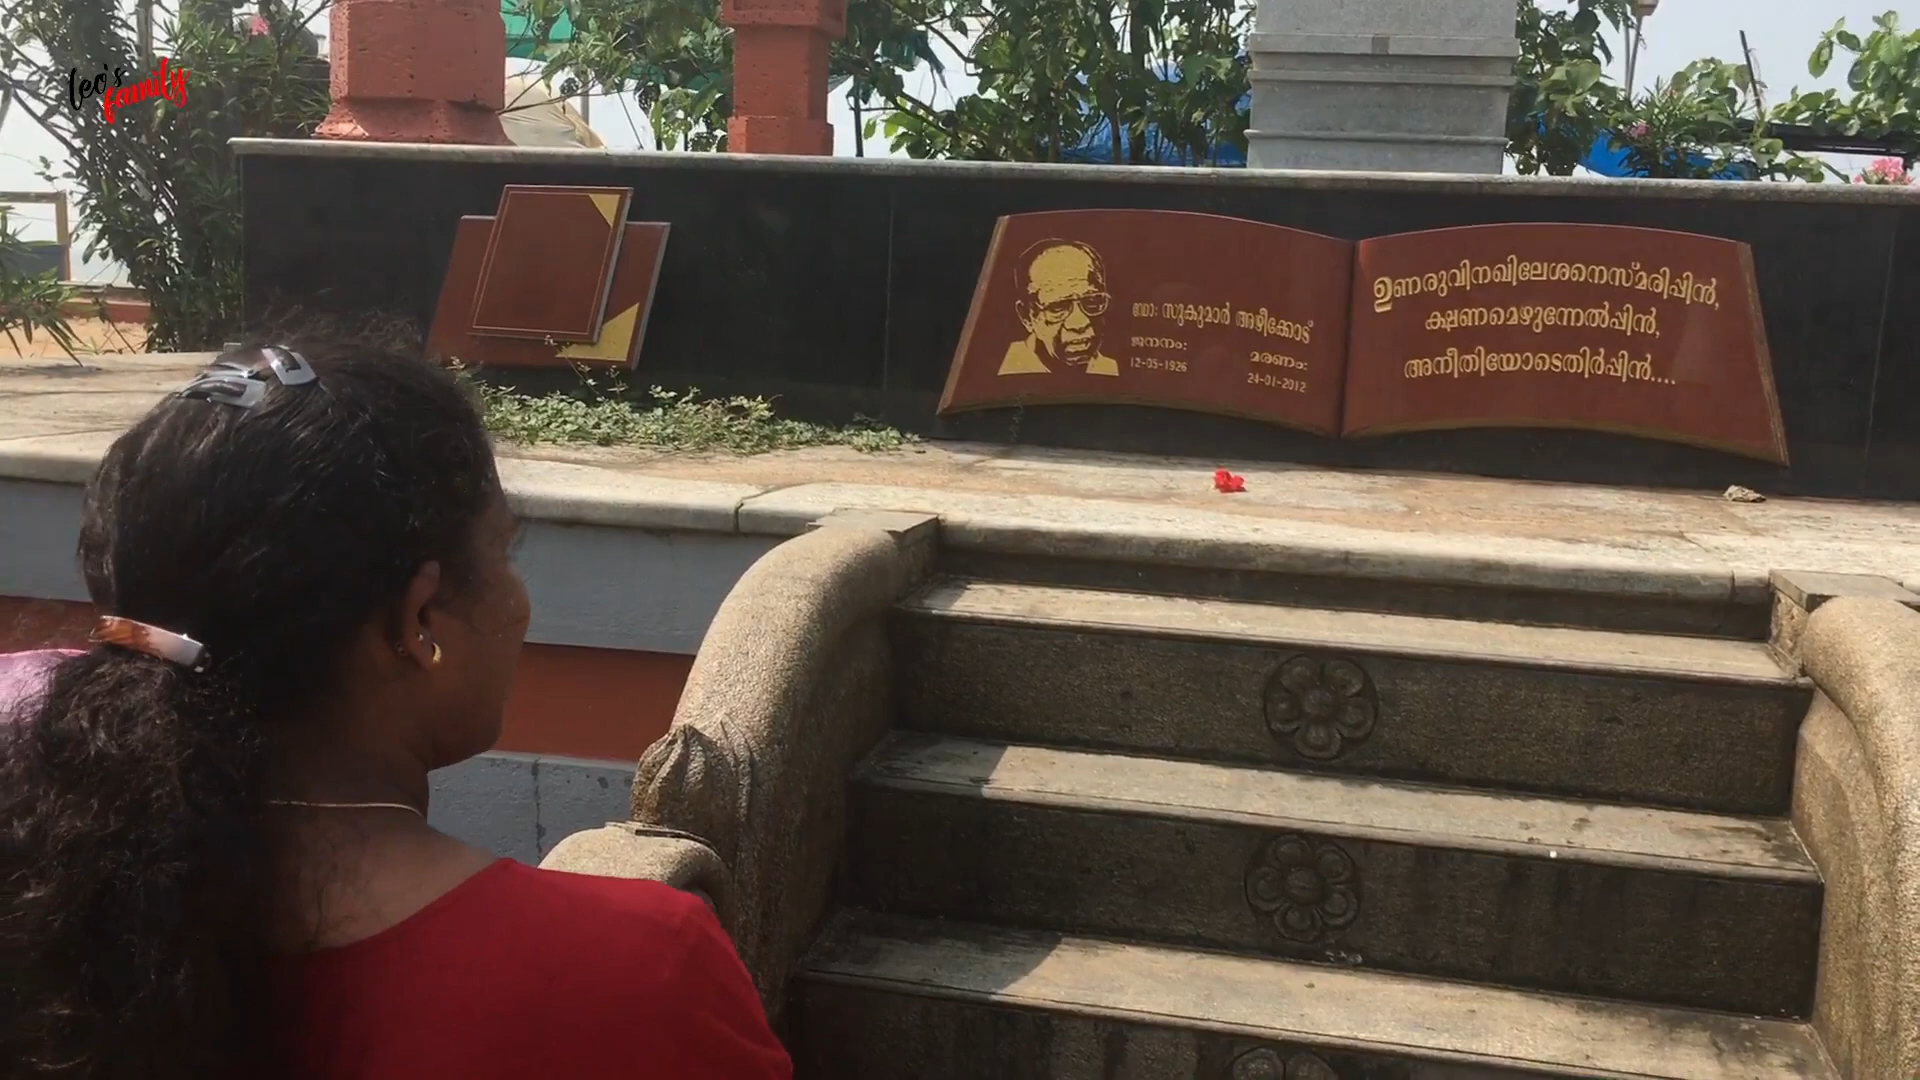 leo's
family
ഡോ: സുകുമാർ അഴീക്കോട്
ജനനം:
12-05-1926
മരണം:
24-01-2012
ഉണരുവിനഖിലേശനെസ്മരിപ്പിൻ,
ക്ഷണമെഴുന്നേൽപ്പിൻ,
അനീതിയോടെതിർപ്പിൻ....